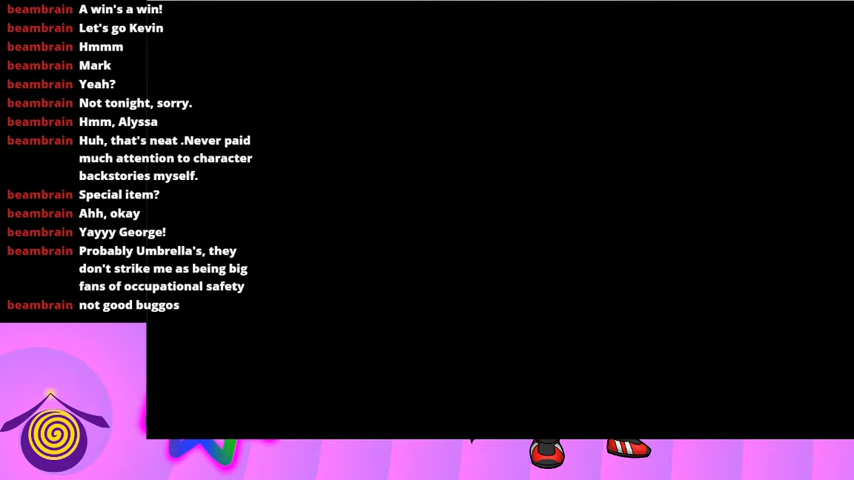 beambrain A win's a win!
beambrain Let's go Kevin
beambrain Hmmm
beambrain Mark
beambrain Yeah?
beambrain Not tonight, sorry.
beambrain Hmm, Alyssa
beambrain Huh, that's neat .Never paid
much attention to character
backstories myself.
beambrain Special item?
beambrain Ahh, okay
beambrain Yayyy George!
beambrain Probably Umbrella's, they
don't strike me as being big
fans of occupational safety
beambrain not good buggos